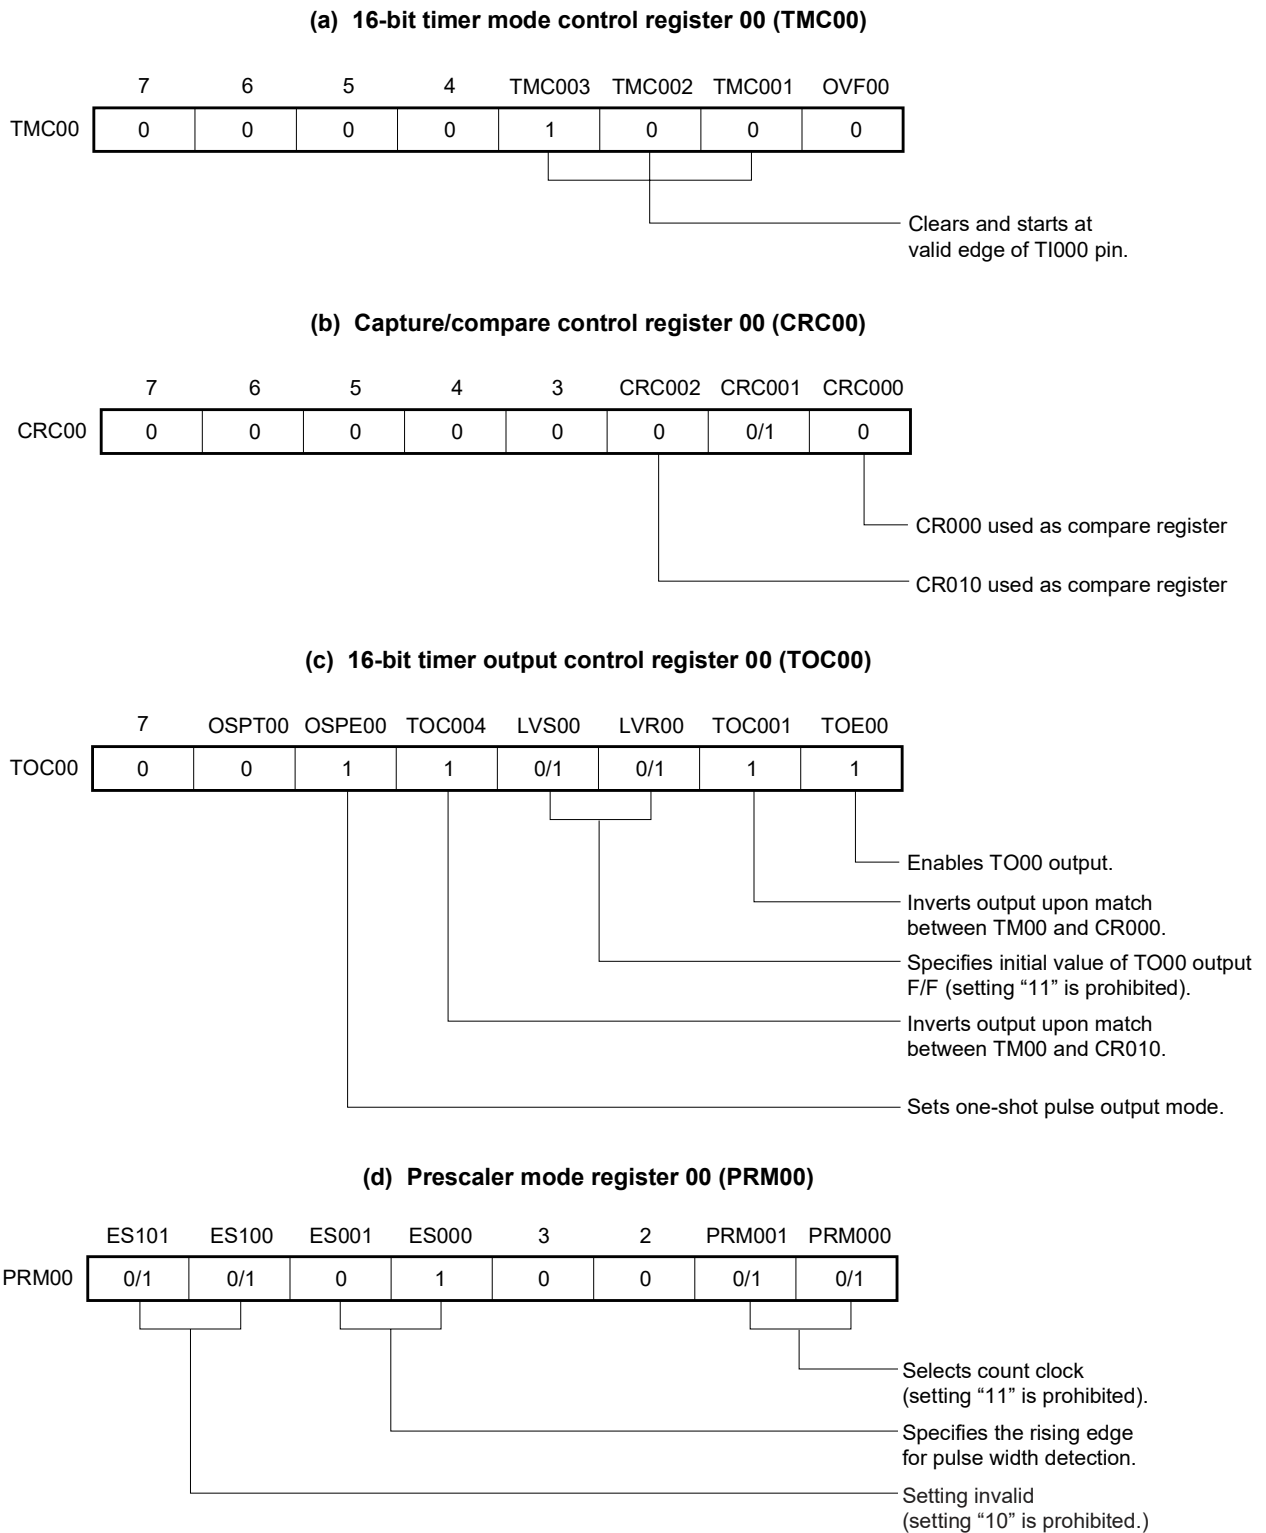 (a) 16-bit timer mode control register 00 (TMC00)
7 6 5 4 TMC003 TMC002 TMC001 OVF00
TMC00 0 0 0 0 1 0 0 0
Clears and starts at
valid edge of TI000 pin.
(b) Capture/compare control register 00 (CRC00)
7 6 5 4 3 CRC002 CRC001 CRC000
CRC00 0 0 0 0 0 0 0/1 0
CR000 used as compare register
CR010 used as compare register
(c) 16-bit timer output control register 00 (TOC00)
7 OSPT00 OSPE00 TOC004 LVS00 LVR00 TOC001 TOE00
TOC00 0 0 1 1 0/1 0/1 1 1
Enables TO00 output.
Inverts output upon match
between TM00 and CR000.
Specifies initial value of TO00 output
F/F (setting “11” is prohibited).
Inverts output upon match
between TM00 and CR010.
Sets one-shot pulse output mode.
(d) Prescaler mode register 00 (PRM00)
ES101 ES100 ES001 ES000 3 2 PRM001 PRM000
PRM00 0/1 0/1 0 1 0 0 0/1 0/1
Selects count clock
(setting “11” is prohibited).
Specifies the rising edge
for pulse width detection.
Setting invalid
(setting “10” is prohibited.)